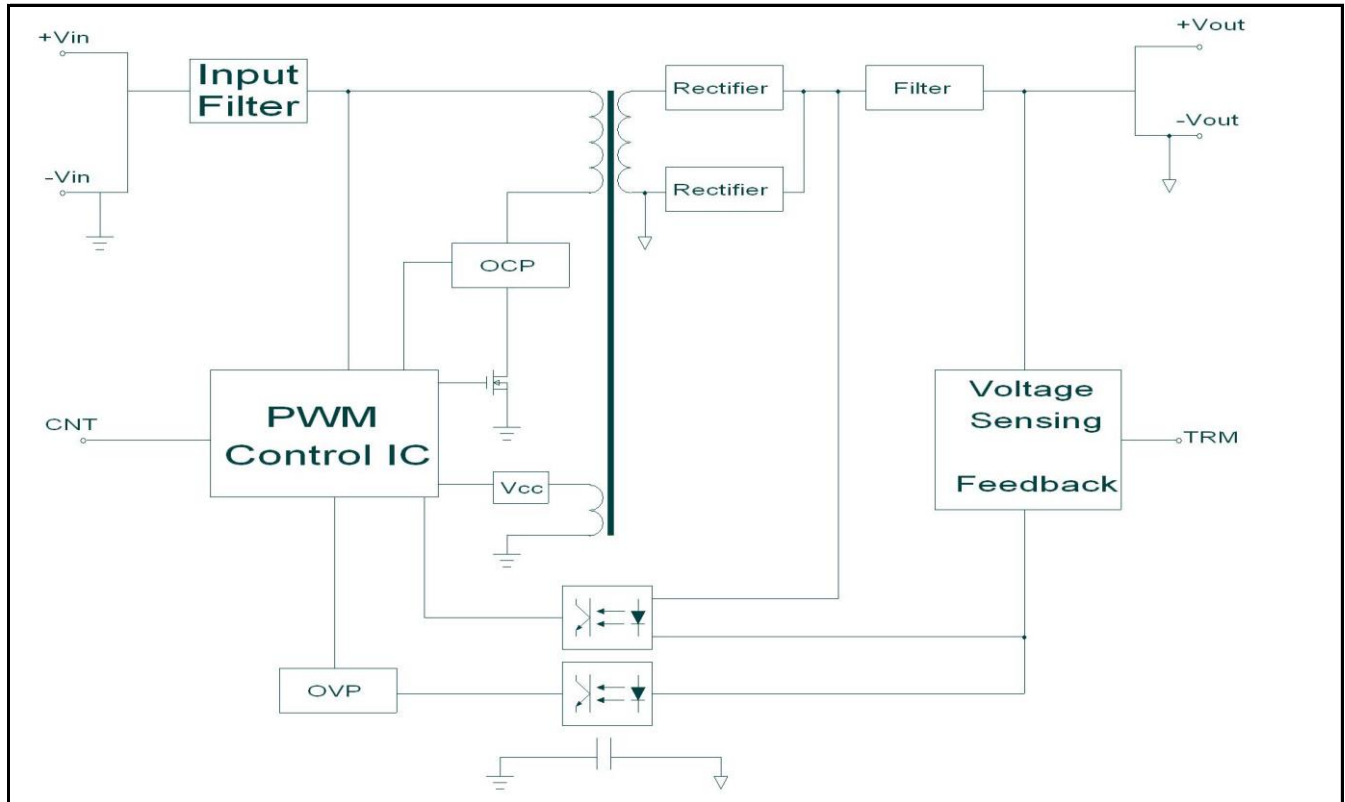 +Vin
+Vout
Input
Filter
Rectifier
Filter
-Vout
-Vin
Rectifier
OCP
CNT
PWM
Control IC
Voltage
Sensing
Feedback
TRM
Vcc
OVP